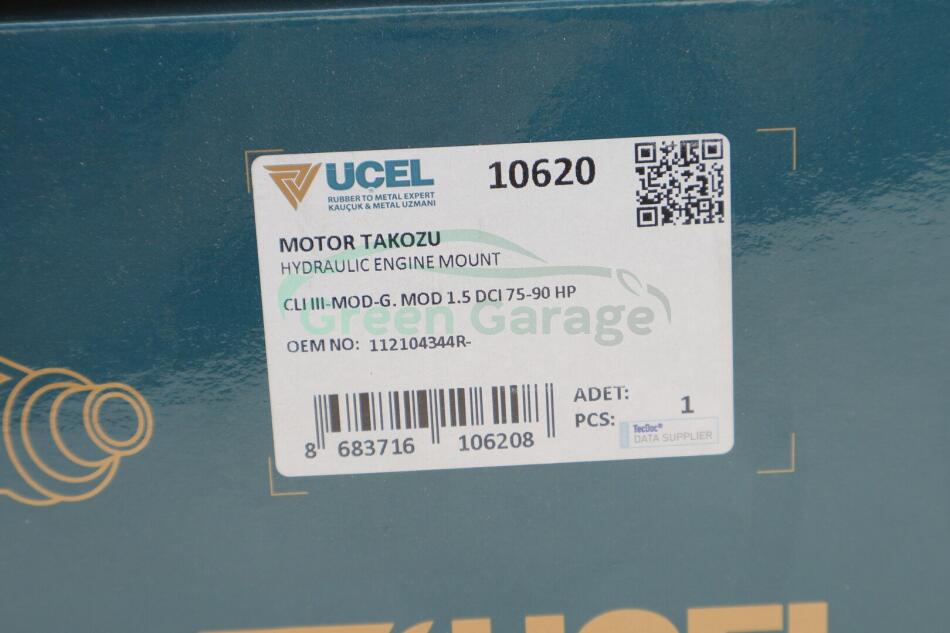 UÇEL
RUBBER TO METAL EXPERT
KAUÇUK & METAL UZMANI
10620
MOTOR TAKOZU
HYDRAULIC ENGINE MOUNT
CLI III-MOD-G. MOD 1.5 DCI 75-90 HP
Green Garage
OEM NO: 112104344R-
8 683716 106208
ADET:
PCS: 1
TecDoc®
DATA SUPPLIER
UCEL